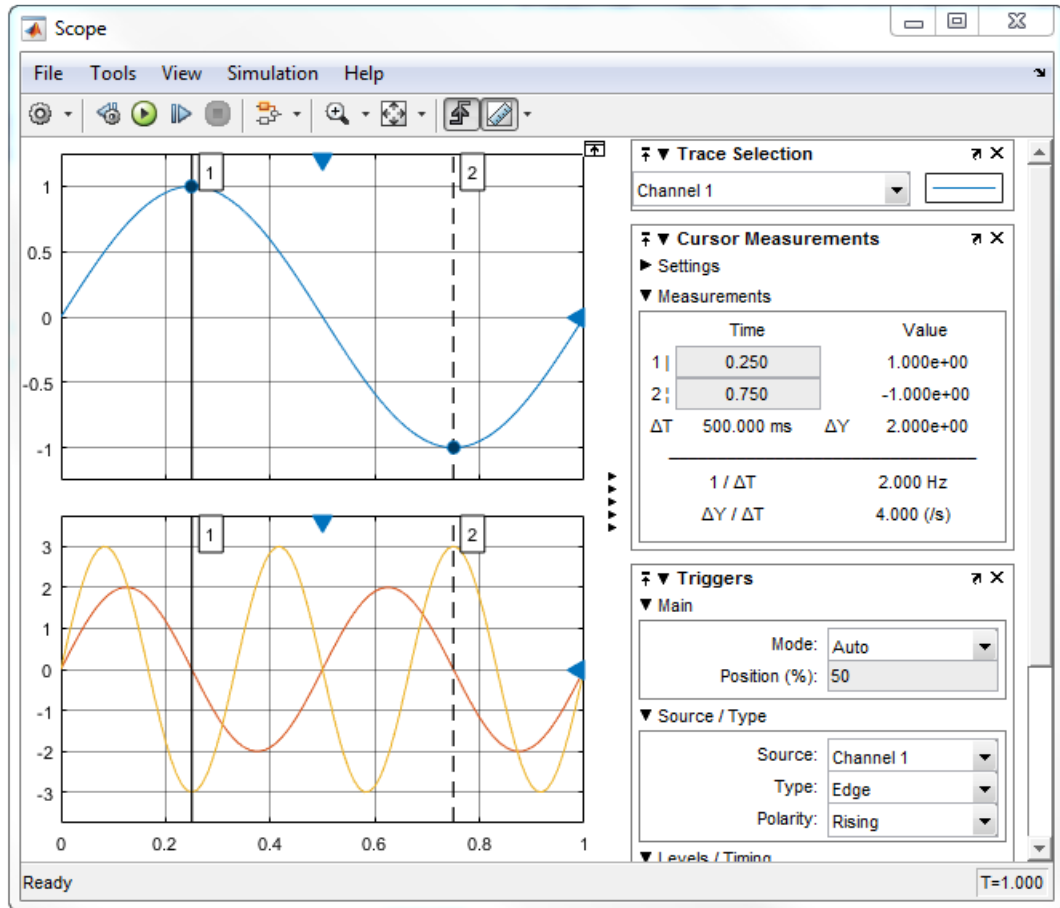 Scope
File Tools View Simulation Help
1
2
1
0.5
0
-0.5
-1
1
2
3
2
1
0
-1
-2
-3
0 0.2 0.4 0.6 0.8 1
Trace Selection
Channel 1
Cursor Measurements
Settings
Measurements
Time Value
1 | 0.250 1.000e+00
2 ¦ 0.750 -1.000e+00
ΔT 500.000 ms ΔY 2.000e+00
1 / ΔT 2.000 Hz
ΔY / ΔT 4.000 (/s)
Triggers
Main
Mode: Auto
Position (%): 50
Source / Type
Source: Channel 1
Type: Edge
Polarity: Rising
Levels / Timing
Ready T=1.000